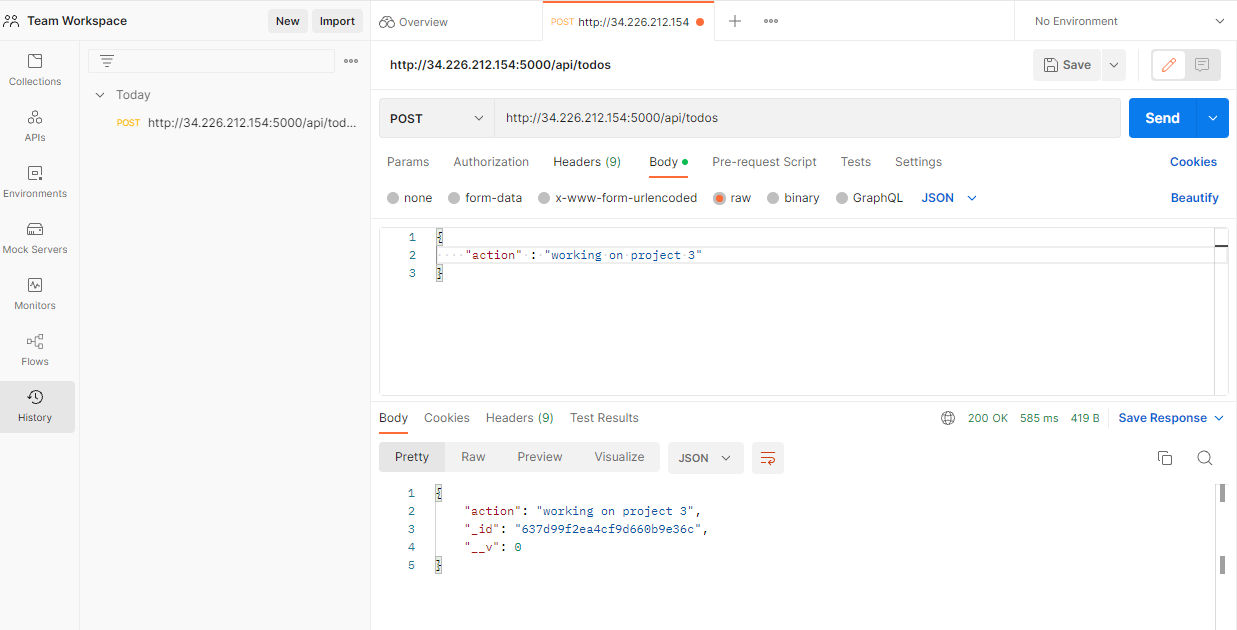 Team Workspace
New
Import
Overview
POST http://34.226.212.154
No Environment
Collections
APIs
Environments
Mock Servers
Monitors
Flows
History
Today
POST http://34.226.212.154:5000/api/tod...
http://34.226.212.154:5000/api/todos
Save
POST
http://34.226.212.154:5000/api/todos
Send
Params Authorization Headers (9) Body Pre-request Script Tests Settings Cookies
none form-data x-www-form-urlencoded raw binary GraphQL JSON Beautify
1 {
2 "action" : "working on project 3"
3 }
Body Cookies Headers (9) Test Results 200 OK 585 ms 419 B Save Response
Pretty Raw Preview Visualize JSON
1 {
2 "action": "working on project 3",
3 "_id": "637d99f2ea4cf9d660b9e36c",
4 "__v": 0
5 }